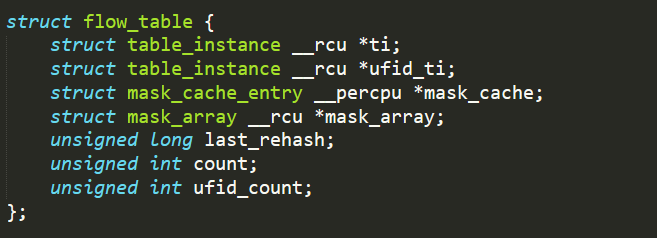 struct flow_table {
    struct table_instance __rcu *ti;
    struct table_instance __rcu *ufid_ti;
    struct mask_cache_entry __percpu *mask_cache;
    struct mask_array __rcu *mask_array;
    unsigned long last_rehash;
    unsigned int count;
    unsigned int ufid_count;
};